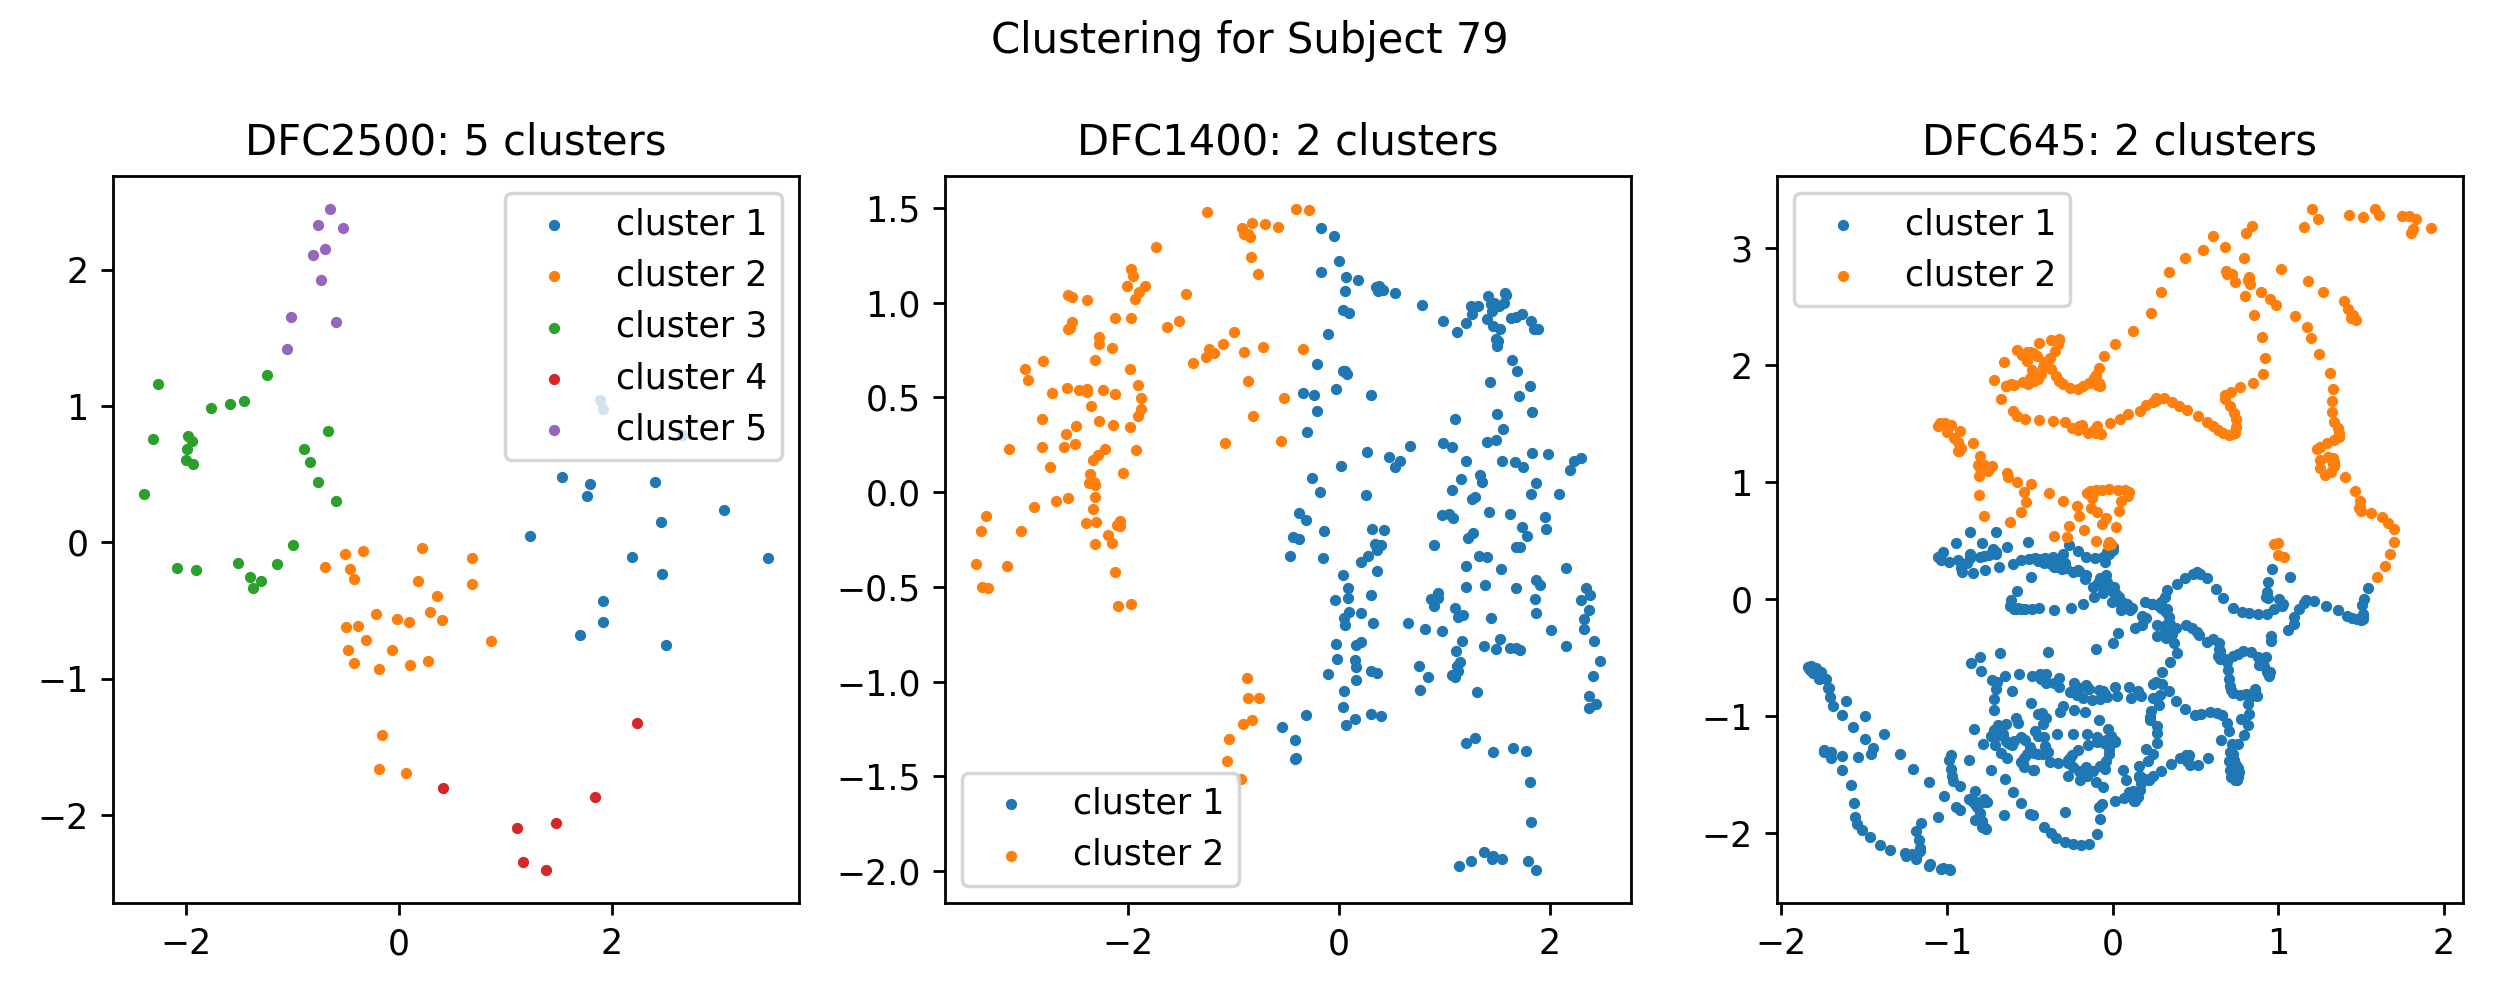 Clustering for Subject 79
DFC2500: 5 clusters
cluster 1
cluster 2
cluster 3
cluster 4
cluster 5
2
1
0
−1
−2
−2 0 2
DFC1400: 2 clusters
1.5
1.0
0.5
0.0
−0.5
−1.0
−1.5
−2.0
cluster 1
cluster 2
−2 0 2
DFC645: 2 clusters
cluster 1
cluster 2
3
2
1
0
−1
−2
−2 −1 0 1 2